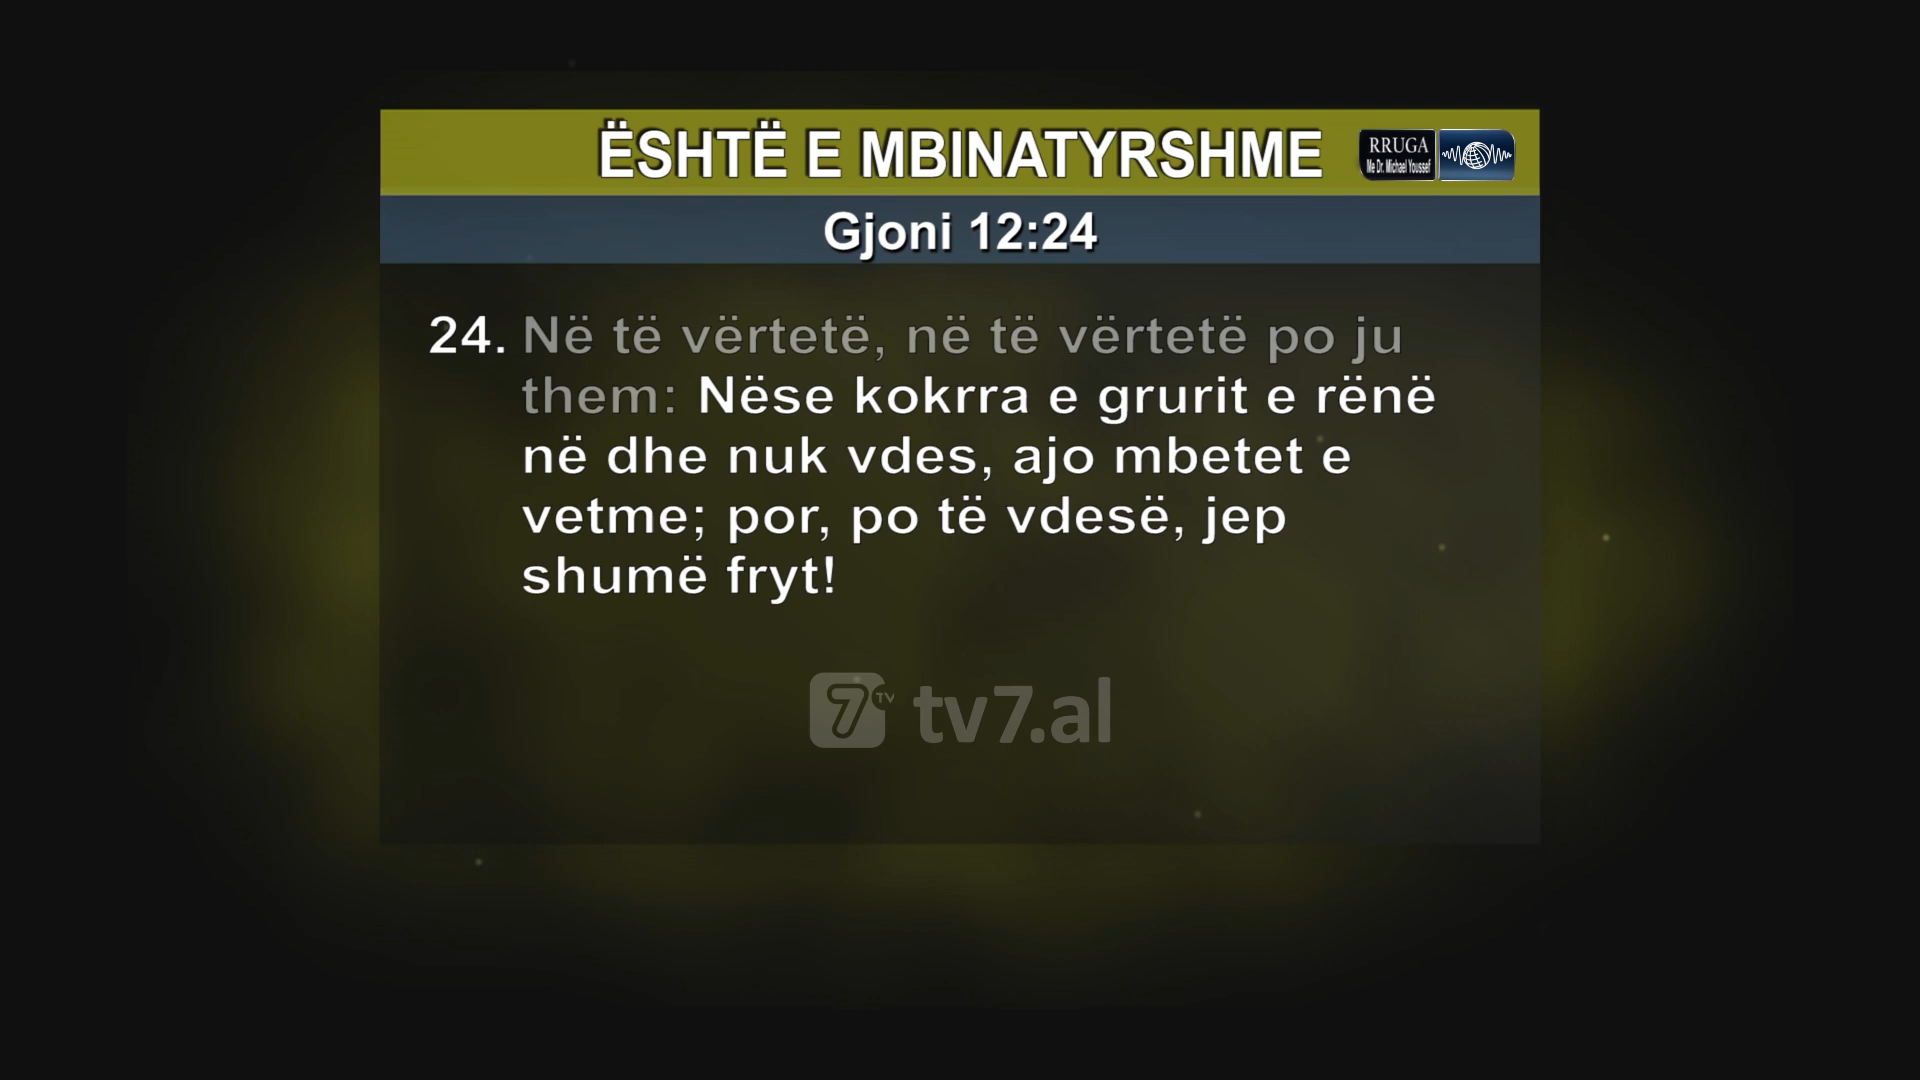 ËSHTË E MBINATYRSHME
RRUGA
Me Dr. Michael Youssef
Gjoni 12:24
24. Në të vërtetë, në të vërtetë po ju
them: Nëse kokrra e grurit e rënë
në dhe nuk vdes, ajo mbetet e
vetme; por, po të vdesë, jep
shumë fryt!
7 TV tv7.al